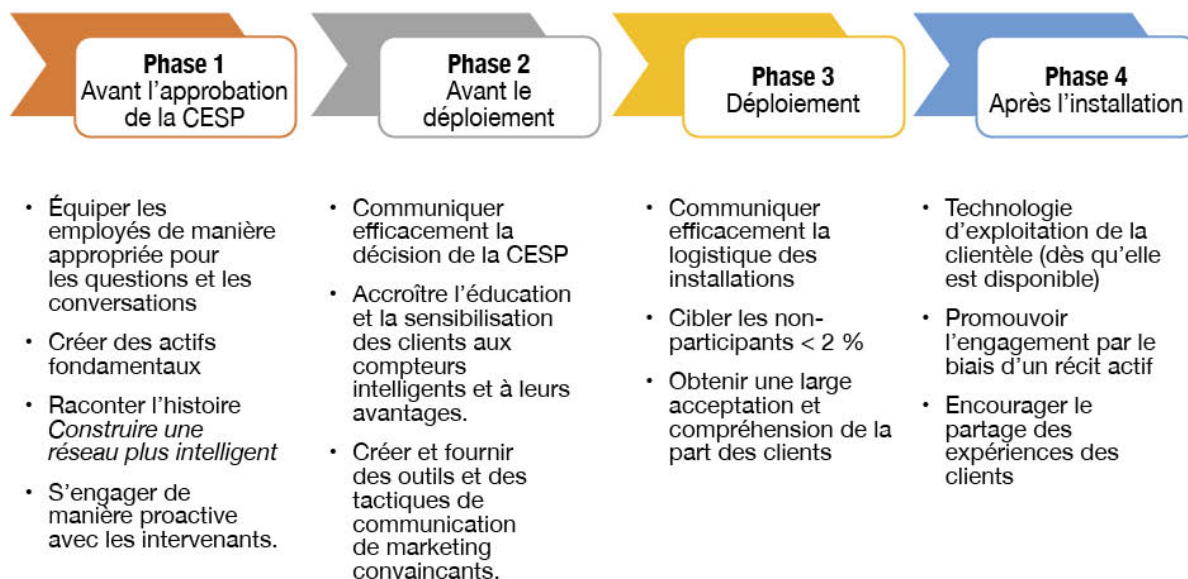 Phase 1
Avant l'approbation
de la CESP
Phase 2
Avant le
déploiement
Phase 3
Déploiement
Phase 4
Après l'installation
• Équiper les
employés de manière
appropriée pour
les questions et les
conversations
• Créer des actifs
fondamentaux
• Raconter l'histoire
Construire une
réseau plus intelligent
• S'engager de
manière proactive
avec les intervenants.
• Communiquer
efficacement la
décision de la CESP
• Accroître l'éducation
et la sensibilisation
des clients aux
compteurs
intelligents et à leurs
avantages.
• Créer et fournir
des outils et des
tactiques de
communication
de marketing
convaincants.
• Communiquer
efficacement la
logistique des
installations
• Cibler les non-
participants < 2 %
• Obtenir une large
acceptation et
compréhension de la
part des clients
• Technologie
d'exploitation de la
clientèle (dès qu'elle
est disponible)
• Promouvoir
l'engagement par le
biais d'un récit actif
• Encourager le
partage des
expériences des
clients